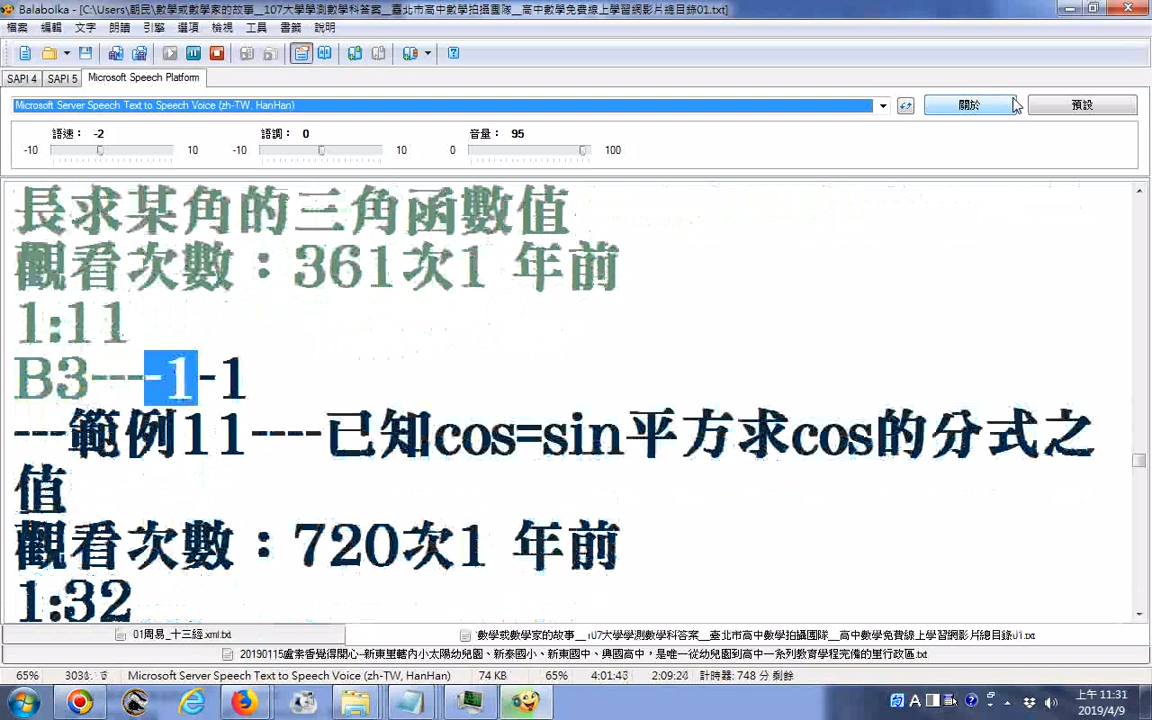 Balabolka - [C:\Users\朝民\數學或數學家的故事__107大學學測數學科答案__臺北市高中數學拍攝團隊__高中數學免費線上學習網影片總目錄01.txt]
檔案 編輯 文字 朗讀 引擎 選項 檢視 工具 書籤 說明
SAPI 4 SAPI 5 Microsoft Speech Platform
Microsoft Server Speech Text to Speech Voice (zh-TW, HanHan) 關於 預設
語速： -2 語調： 0 音量： 95
-10 10 -10 10 0 100
長求某角的三角函數值
觀看次數：361次1 年前
1:11
B3----1-1
---範例11----已知cos=sin平方求cos的分式之
值
觀看次數：720次1 年前
1:32
01周易_十三經.xml.txt 數學或數學家的故事__107大學學測數學科答案__臺北市高中數學拍攝團隊__高中數學免費線上學習網影片總目錄01.txt
20190115盧素香覺得開心-新東里轄內小太陽幼兒園、新泰國小、新泰國中、興國高中，是唯一從幼兒園到高中一系列教育學程完備的里行政區.txt
65% Microsoft Server Speech Text to Speech Voice (zh-TW, HanHan) 74 KB 65% 4:01:43 2:09:24 計時器: 748 分 剩餘
上午 11:31
2019/4/9